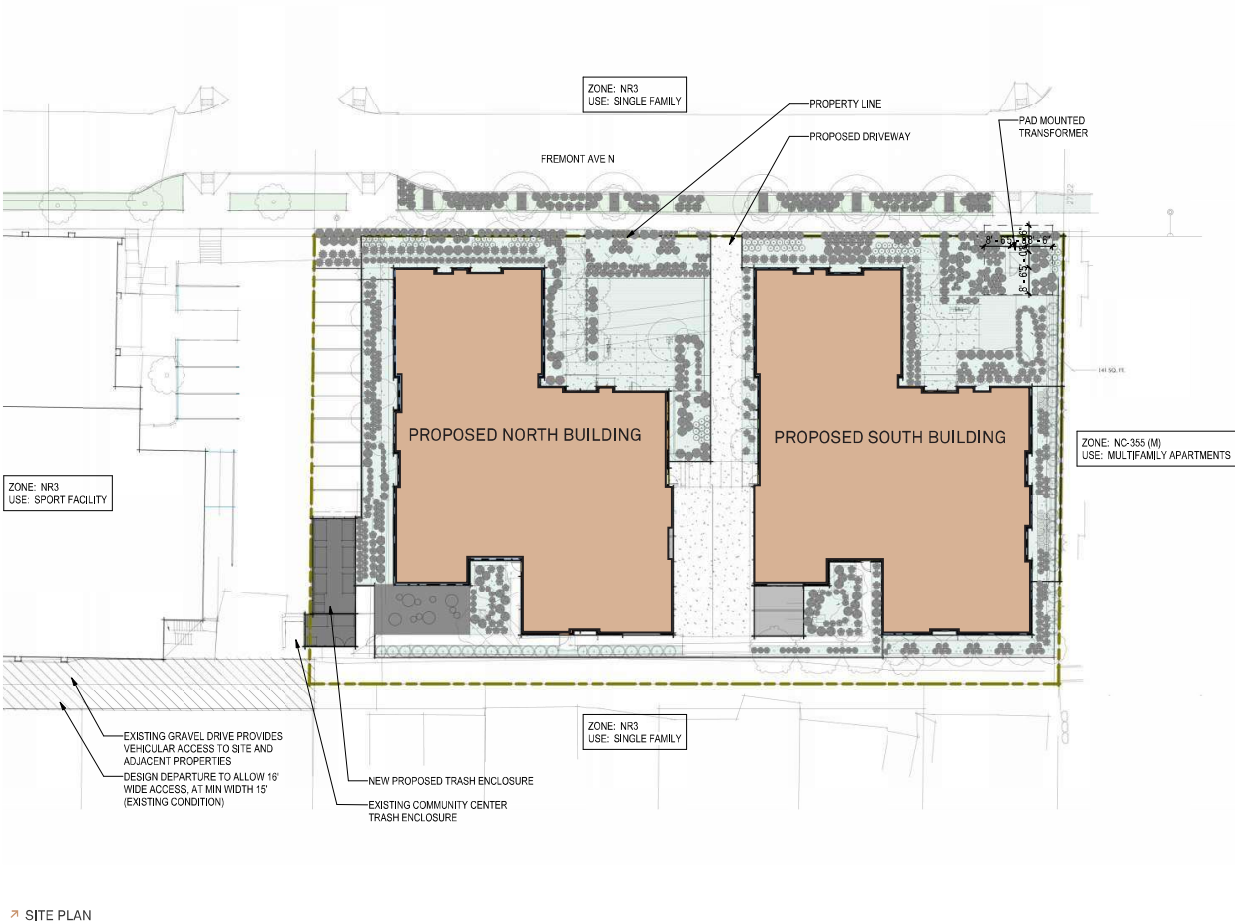 ZONE: NR3
USE: SINGLE FAMILY
PROPERTY LINE
PAD MOUNTED
TRANSFORMER
PROPOSED DRIVEWAY
FREMONT AVE N
141 SQ. FT.
PROPOSED NORTH BUILDING
PROPOSED SOUTH BUILDING
ZONE: NC-355 (M)
USE: MULTIFAMILY APARTMENTS
ZONE: NR3
USE: SPORT FACILITY
ZONE: NR3
USE: SINGLE FAMILY
EXISTING GRAVEL DRIVE PROVIDES
VEHICULAR ACCESS TO SITE AND
ADJACENT PROPERTIES
DESIGN DEPARTURE TO ALLOW 16'
WIDE ACCESS, AT MIN WIDTH 15'
(EXISTING CONDITION)
NEW PROPOSED TRASH ENCLOSURE
EXISTING COMMUNITY CENTER
TRASH ENCLOSURE
SITE PLAN